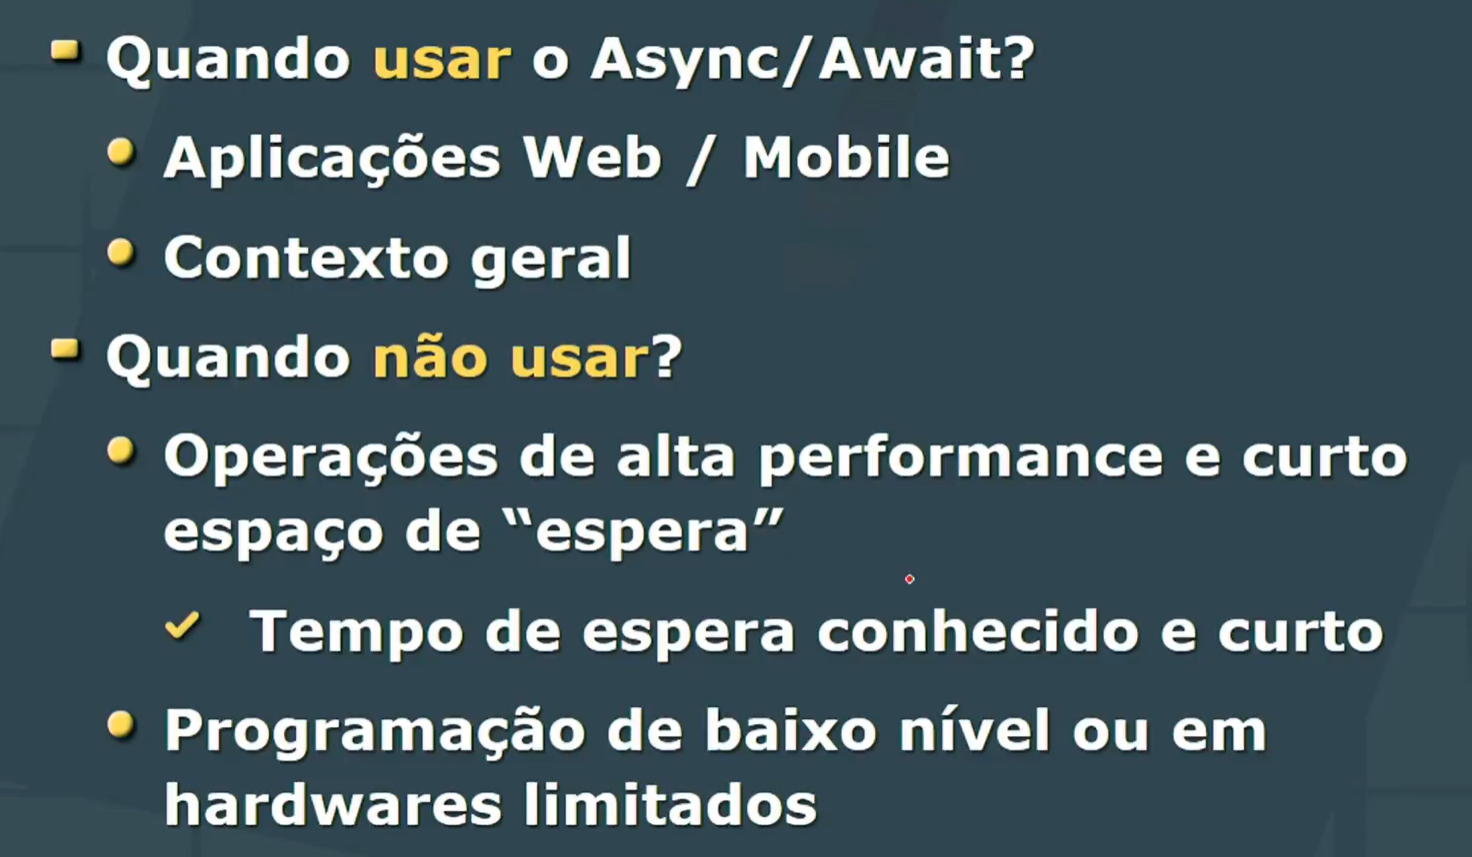 Quando usar o Async/Await?
Aplicações Web / Mobile
Contexto geral
Quando não usar?
Operações de alta performance e curto
espaço de “espera”
Tempo de espera conhecido e curto
Programação de baixo nível ou em
hardwares limitados